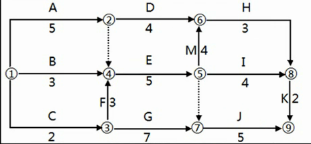 A D H
5 ② 4 ⑥ 3
M 4
B E I
① 3 ④ 5 ⑤ 4 ⑧
F 3 K 2
C G J
2 ③ 7 ⑦ 5 ⑨